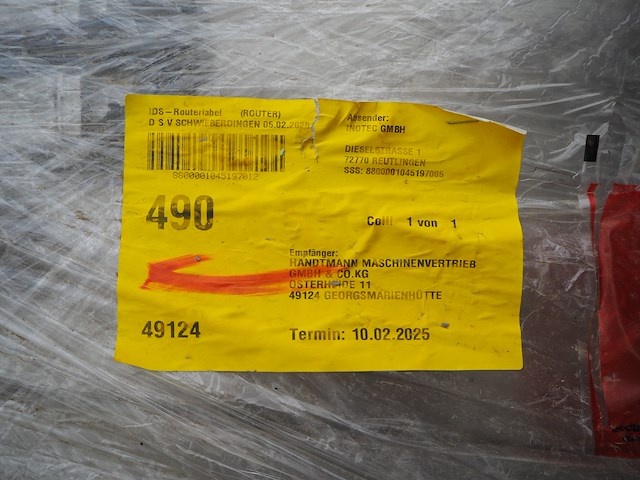 IDS-Routerlabel (ROUTER)
D S V SCHWIEBERDINGEN 05.02.2025
8800001045197012
490
49124
Absender:
INOTEC GMBH
DIESELSTRASSE 1
72770 REUTLINGEN
SSS: 8800001045197005
Colli 1 von 1
Empfänger:
HANDTMANN MASCHINENVERTRIEB
GMBH & CO.KG
OSTERHEIDE 11
49124 GEORGSMARIENHÜTTE
Termin: 10.02.2025